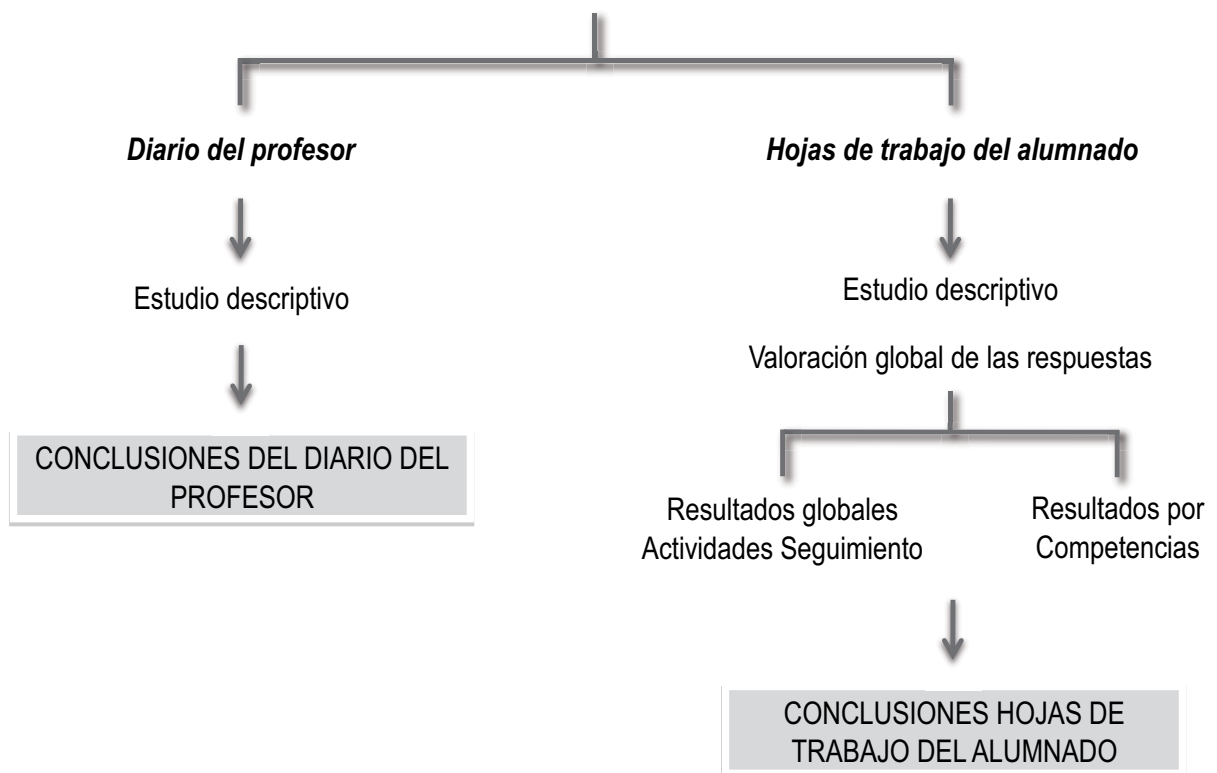 Diario del profesor
Estudio descriptivo
CONCLUSIONES DEL DIARIO DEL
PROFESOR
Hojas de trabajo del alumnado
Estudio descriptivo
Valoración global de las respuestas
Resultados globales
Actividades Seguimiento
Resultados por
Competencias
CONCLUSIONES HOJAS DE
TRABAJO DEL ALUMNADO